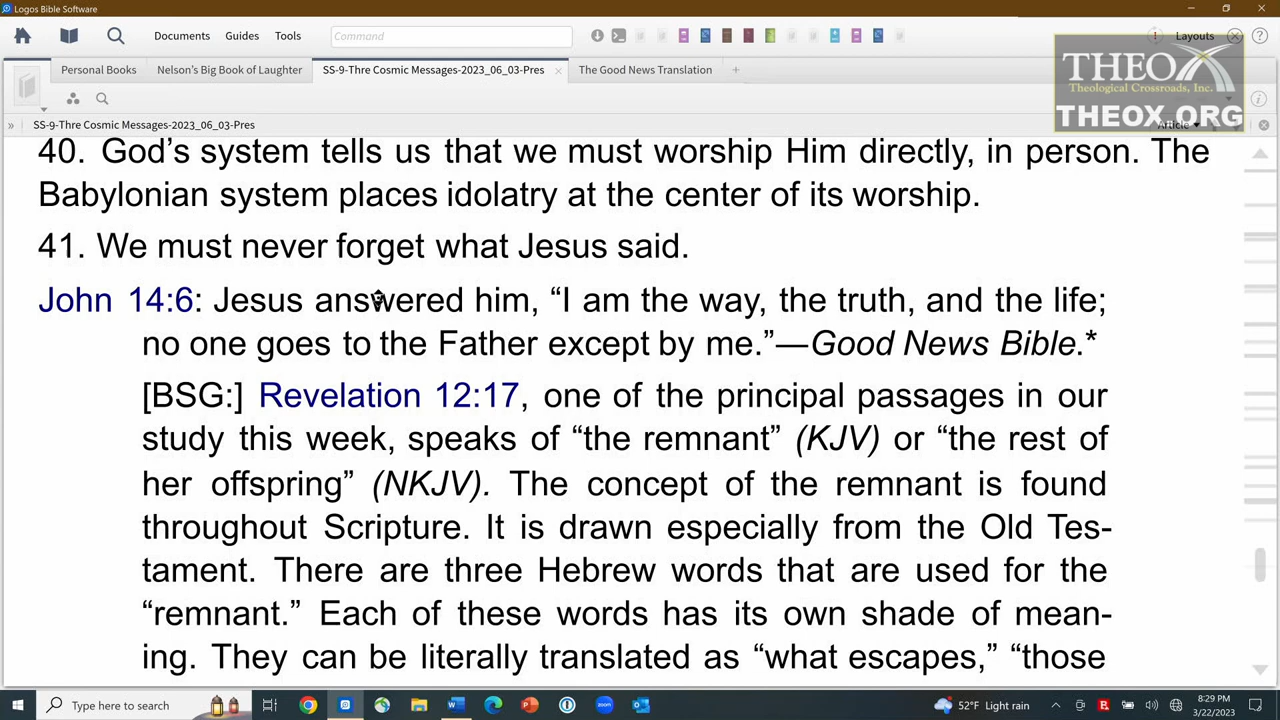 Logos Bible Software
Documents Guides Tools Command Layouts
THEOX
Theological Crossroads, Inc.
THEOX.ORG
Personal Books Nelson's Big Book of Laughter SS-9-Thre Cosmic Messages-2023_06_03-Pres The Good News Translation
SS-9-Thre Cosmic Messages-2023_06_03-Pres Article
40. God’s system tells us that we must worship Him directly, in person. The
Babylonian system places idolatry at the center of its worship.
41. We must never forget what Jesus said.
John 14:6: Jesus answered him, “I am the way, the truth, and the life;
no one goes to the Father except by me.”—Good News Bible.*
[BSG:] Revelation 12:17, one of the principal passages in our
study this week, speaks of “the remnant” (KJV) or “the rest of
her offspring” (NKJV). The concept of the remnant is found
throughout Scripture. It is drawn especially from the Old Tes-
tament. There are three Hebrew words that are used for the
“remnant.” Each of these words has its own shade of mean-
ing. They can be literally translated as “what escapes,” “those
Type here to search 52°F Light rain 8:29 PM
3/22/2023